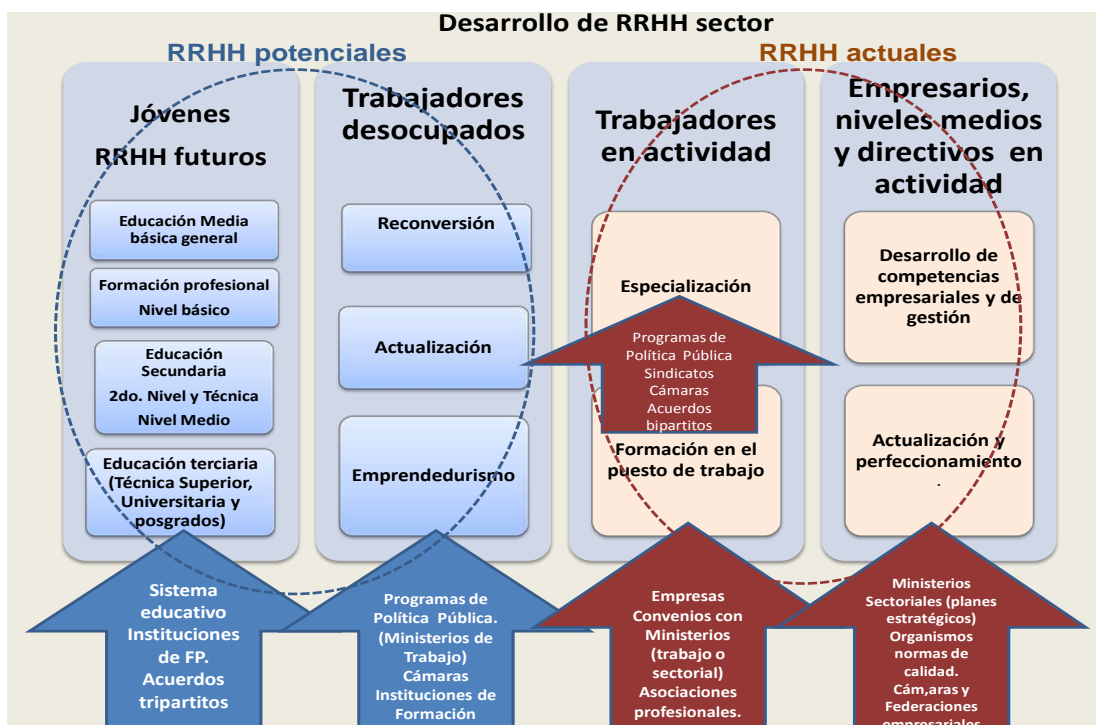 Desarrollo de RRHH sector
RRHH potenciales
RRHH actuales
Jóvenes
RRHH futuros
Educación Media
básica general
Formación profesional
Nivel básico
Educación
Secundaria
2do. Nivel y Técnica
Nivel Medio
Educación terciaria
(Técnica Superior,
Universitaria y
posgrados)
Sistema
educativo
Instituciones
de FP.
Acuerdos
tripartitos
Trabajadores
desocupados
Reconversión
Actualización
Emprendedurismo
Programas de
Política Pública.
(Ministerios de
Trabajo)
Cámaras
Instituciones de
Formación
Trabajadores
en actividad
Especialización
Programas de
Política Pública
Sindicatos
Cámaras
Acuerdos
bipartitos
Formación en el
puesto de trabajo
Empresas
Convenios con
Ministerios
(trabajo o
sectorial)
Asociaciones
profesionales.
Empresarios,
niveles medios
y directivos en
actividad
Desarrollo de
competencias
empresariales y de
gestión
Actualización y
perfeccionamiento
.
Ministerios
Sectoriales (planes
estratégicos)
Organismos
normas de
calidad.
Cám,aras y
Federaciones
empresariales